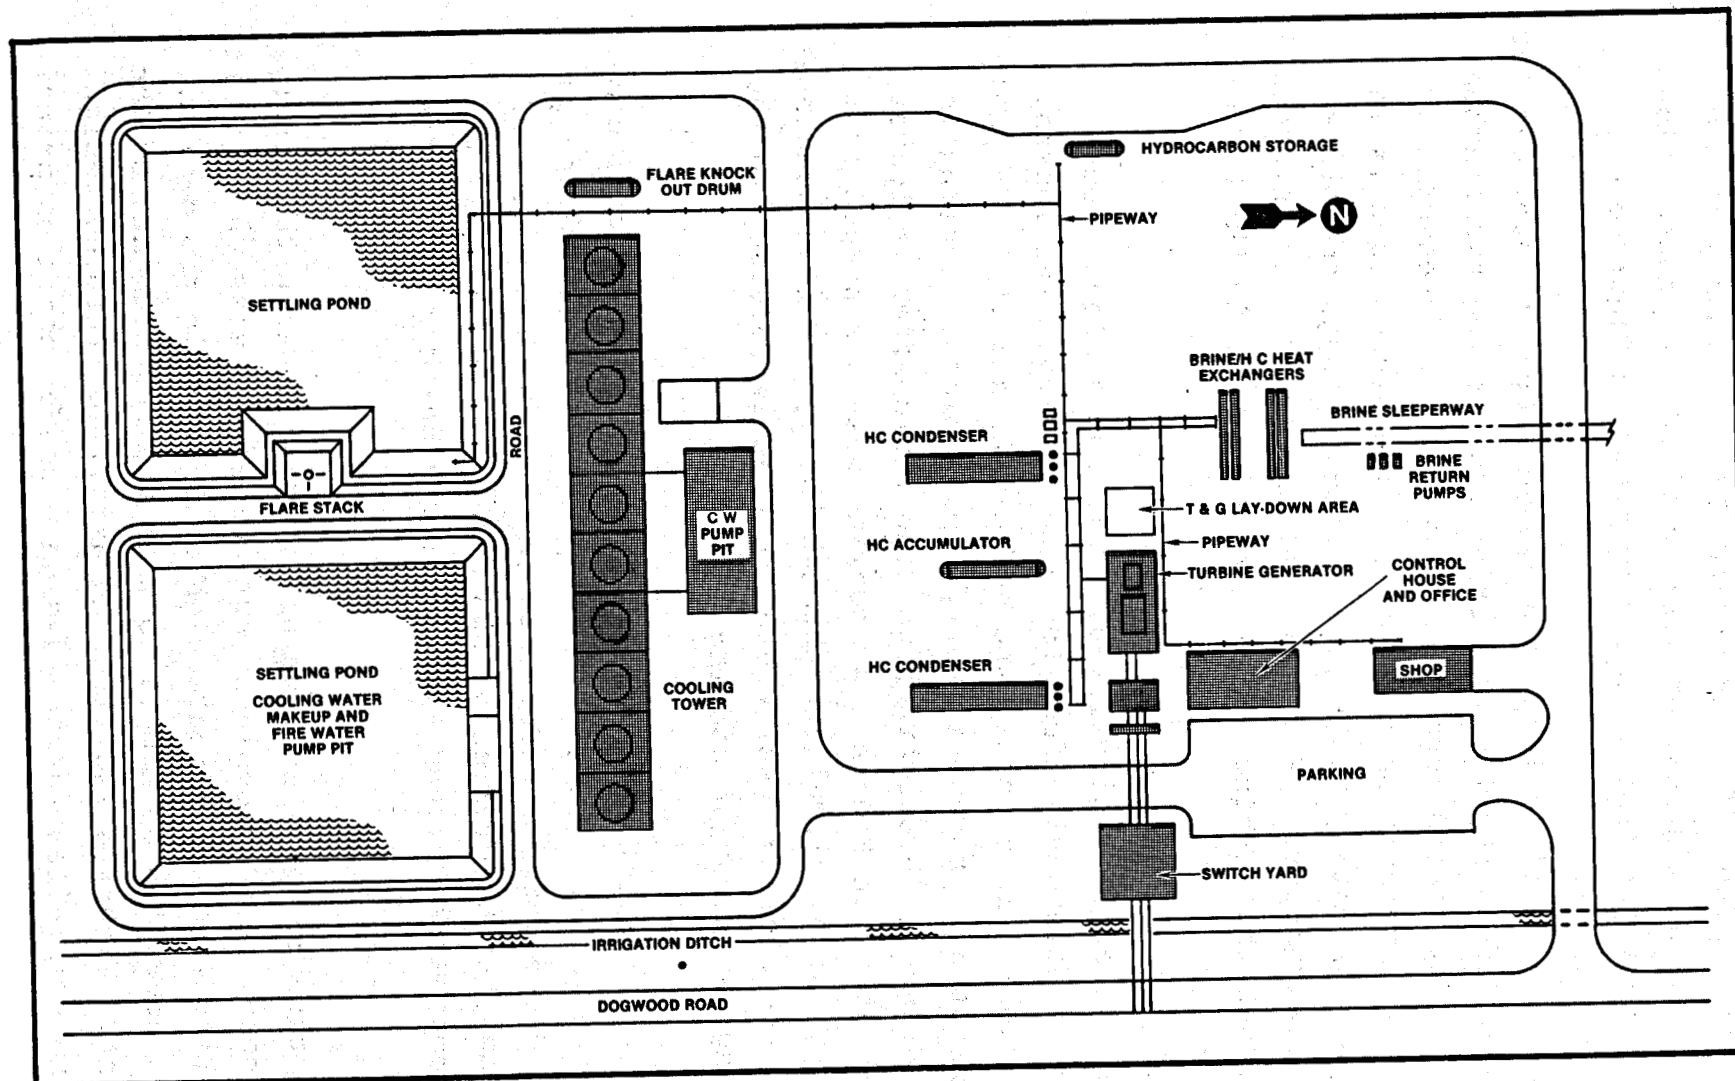 HYDROCARBON STORAGE
FLARE KNOCK
OUT DRUM
PIPEWAY
N
SETTLING POND
ROAD
BRINE/H C HEAT
EXCHANGERS
BRINE SLEEPERWAY
HC CONDENSER
BRINE
RETURN
PUMPS
FLARE STACK
C W
PUMP
PIT
T & G LAY-DOWN AREA
HC ACCUMULATOR
PIPEWAY
TURBINE GENERATOR
CONTROL
HOUSE
AND OFFICE
SETTLING POND
COOLING WATER
MAKEUP AND
FIRE WATER
PUMP PIT
COOLING
TOWER
HC CONDENSER
SHOP
PARKING
SWITCH YARD
IRRIGATION DITCH
DOGWOOD ROAD